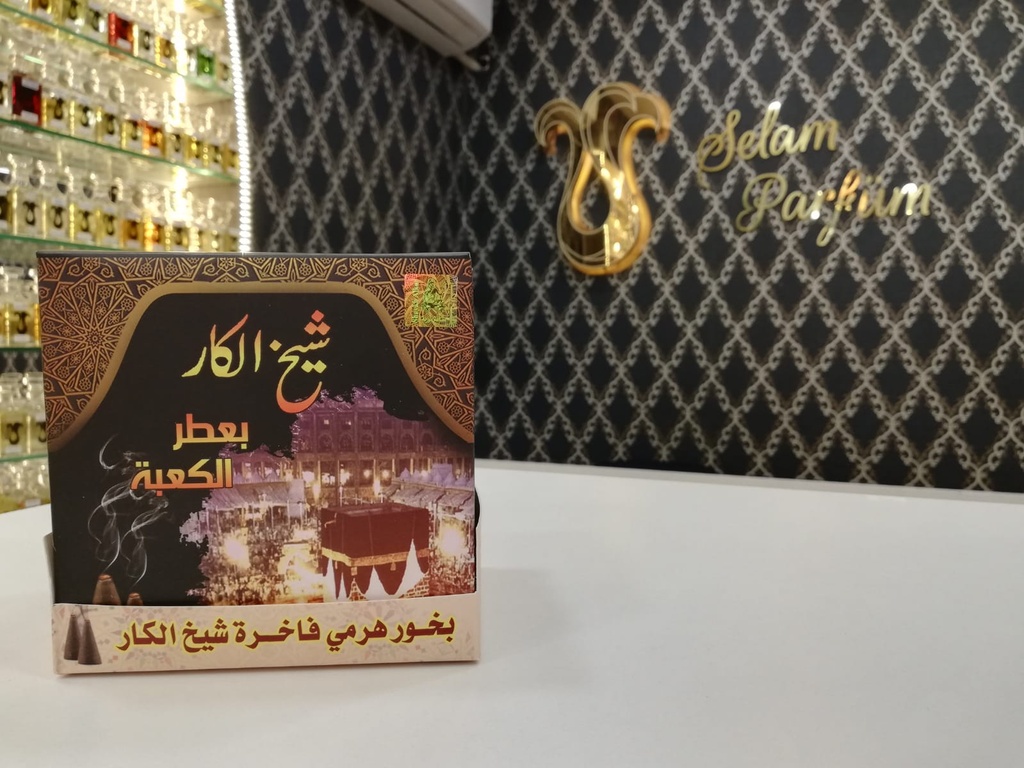 شيخ الكار
بعطر
الكعبة
بخور هرمي فاخرة شيخ الكار
Selam
Parfüm